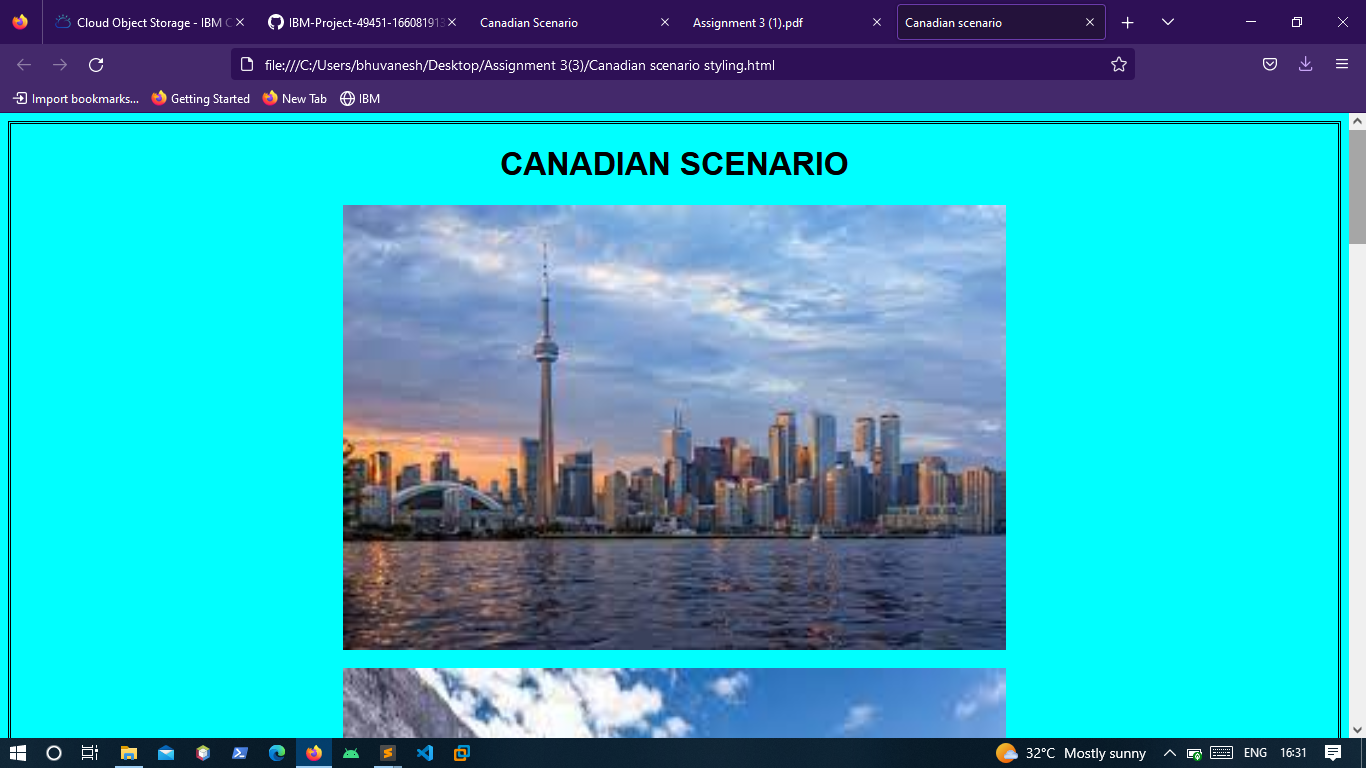 Cloud Object Storage - IBM C
IBM-Project-49451-166081913
Canadian Scenario
Assignment 3 (1).pdf
Canadian scenario
file:///C:/Users/bhuvanesh/Desktop/Assignment 3(3)/Canadian scenario styling.html
Import bookmarks...
Getting Started
New Tab
IBM
CANADIAN SCENARIO
32°C Mostly sunny
ENG
16:31